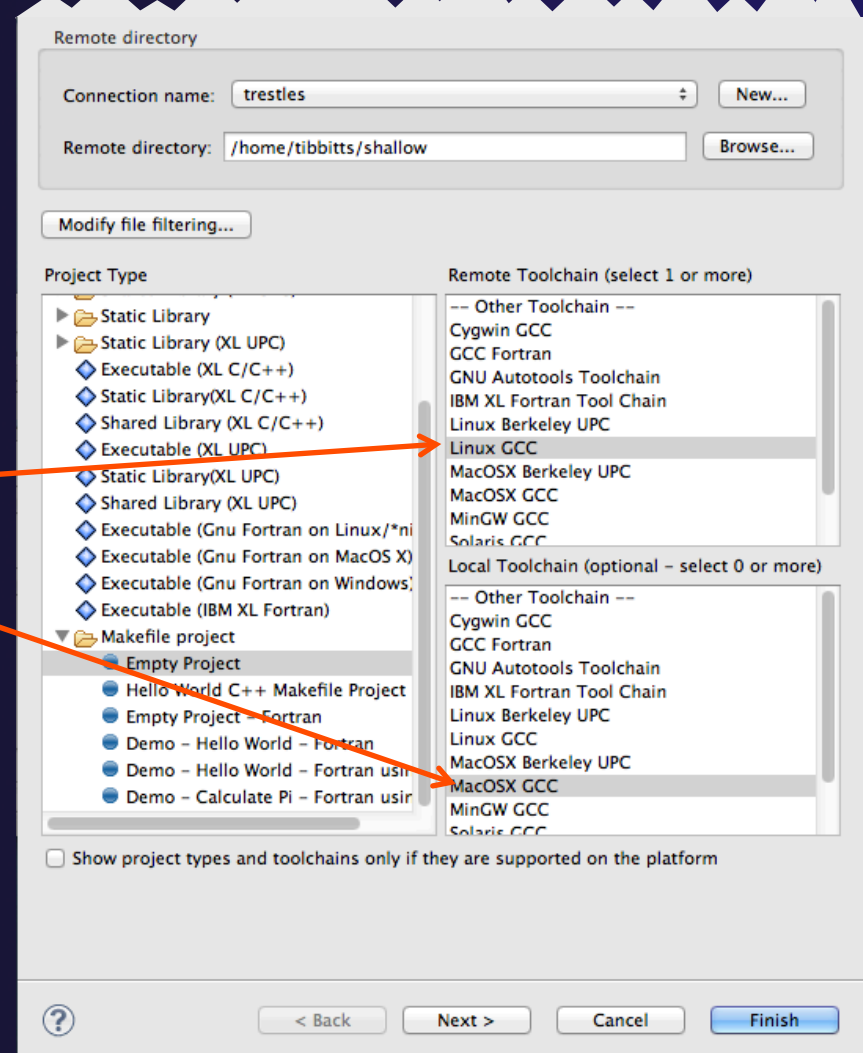 Remote directory
Connection name: trestles New...
Remote directory: /home/tibbitts/shallow Browse...
Modify file filtering...
Project Type
Static Library
Static Library (XL UPC)
Executable (XL C/C++)
Static Library(XL C/C++)
Shared Library (XL C/C++)
Executable (XL UPC)
Static Library(XL UPC)
Shared Library (XL UPC)
Executable (Gnu Fortran on Linux/*ni
Executable (Gnu Fortran on MacOS X)
Executable (Gnu Fortran on Windows)
Executable (IBM XL Fortran)
Makefile project
Empty Project
Hello World C++ Makefile Project
Empty Project - Fortran
Demo - Hello World - Fortran
Demo - Hello World - Fortran usin
Demo - Calculate Pi - Fortran usin
Remote Toolchain (select 1 or more)
-- Other Toolchain --
Cygwin GCC
GCC Fortran
GNU Autotools Toolchain
IBM XL Fortran Tool Chain
Linux Berkeley UPC
Linux GCC
MacOSX Berkeley UPC
MacOSX GCC
MinGW GCC
Solaris GCC
Local Toolchain (optional - select 0 or more)
-- Other Toolchain --
Cygwin GCC
GCC Fortran
GNU Autotools Toolchain
IBM XL Fortran Tool Chain
Linux Berkeley UPC
Linux GCC
MacOSX Berkeley UPC
MacOSX GCC
MinGW GCC
Solaris GCC
Show project types and toolchains only if they are supported on the platform
? < Back Next > Cancel Finish